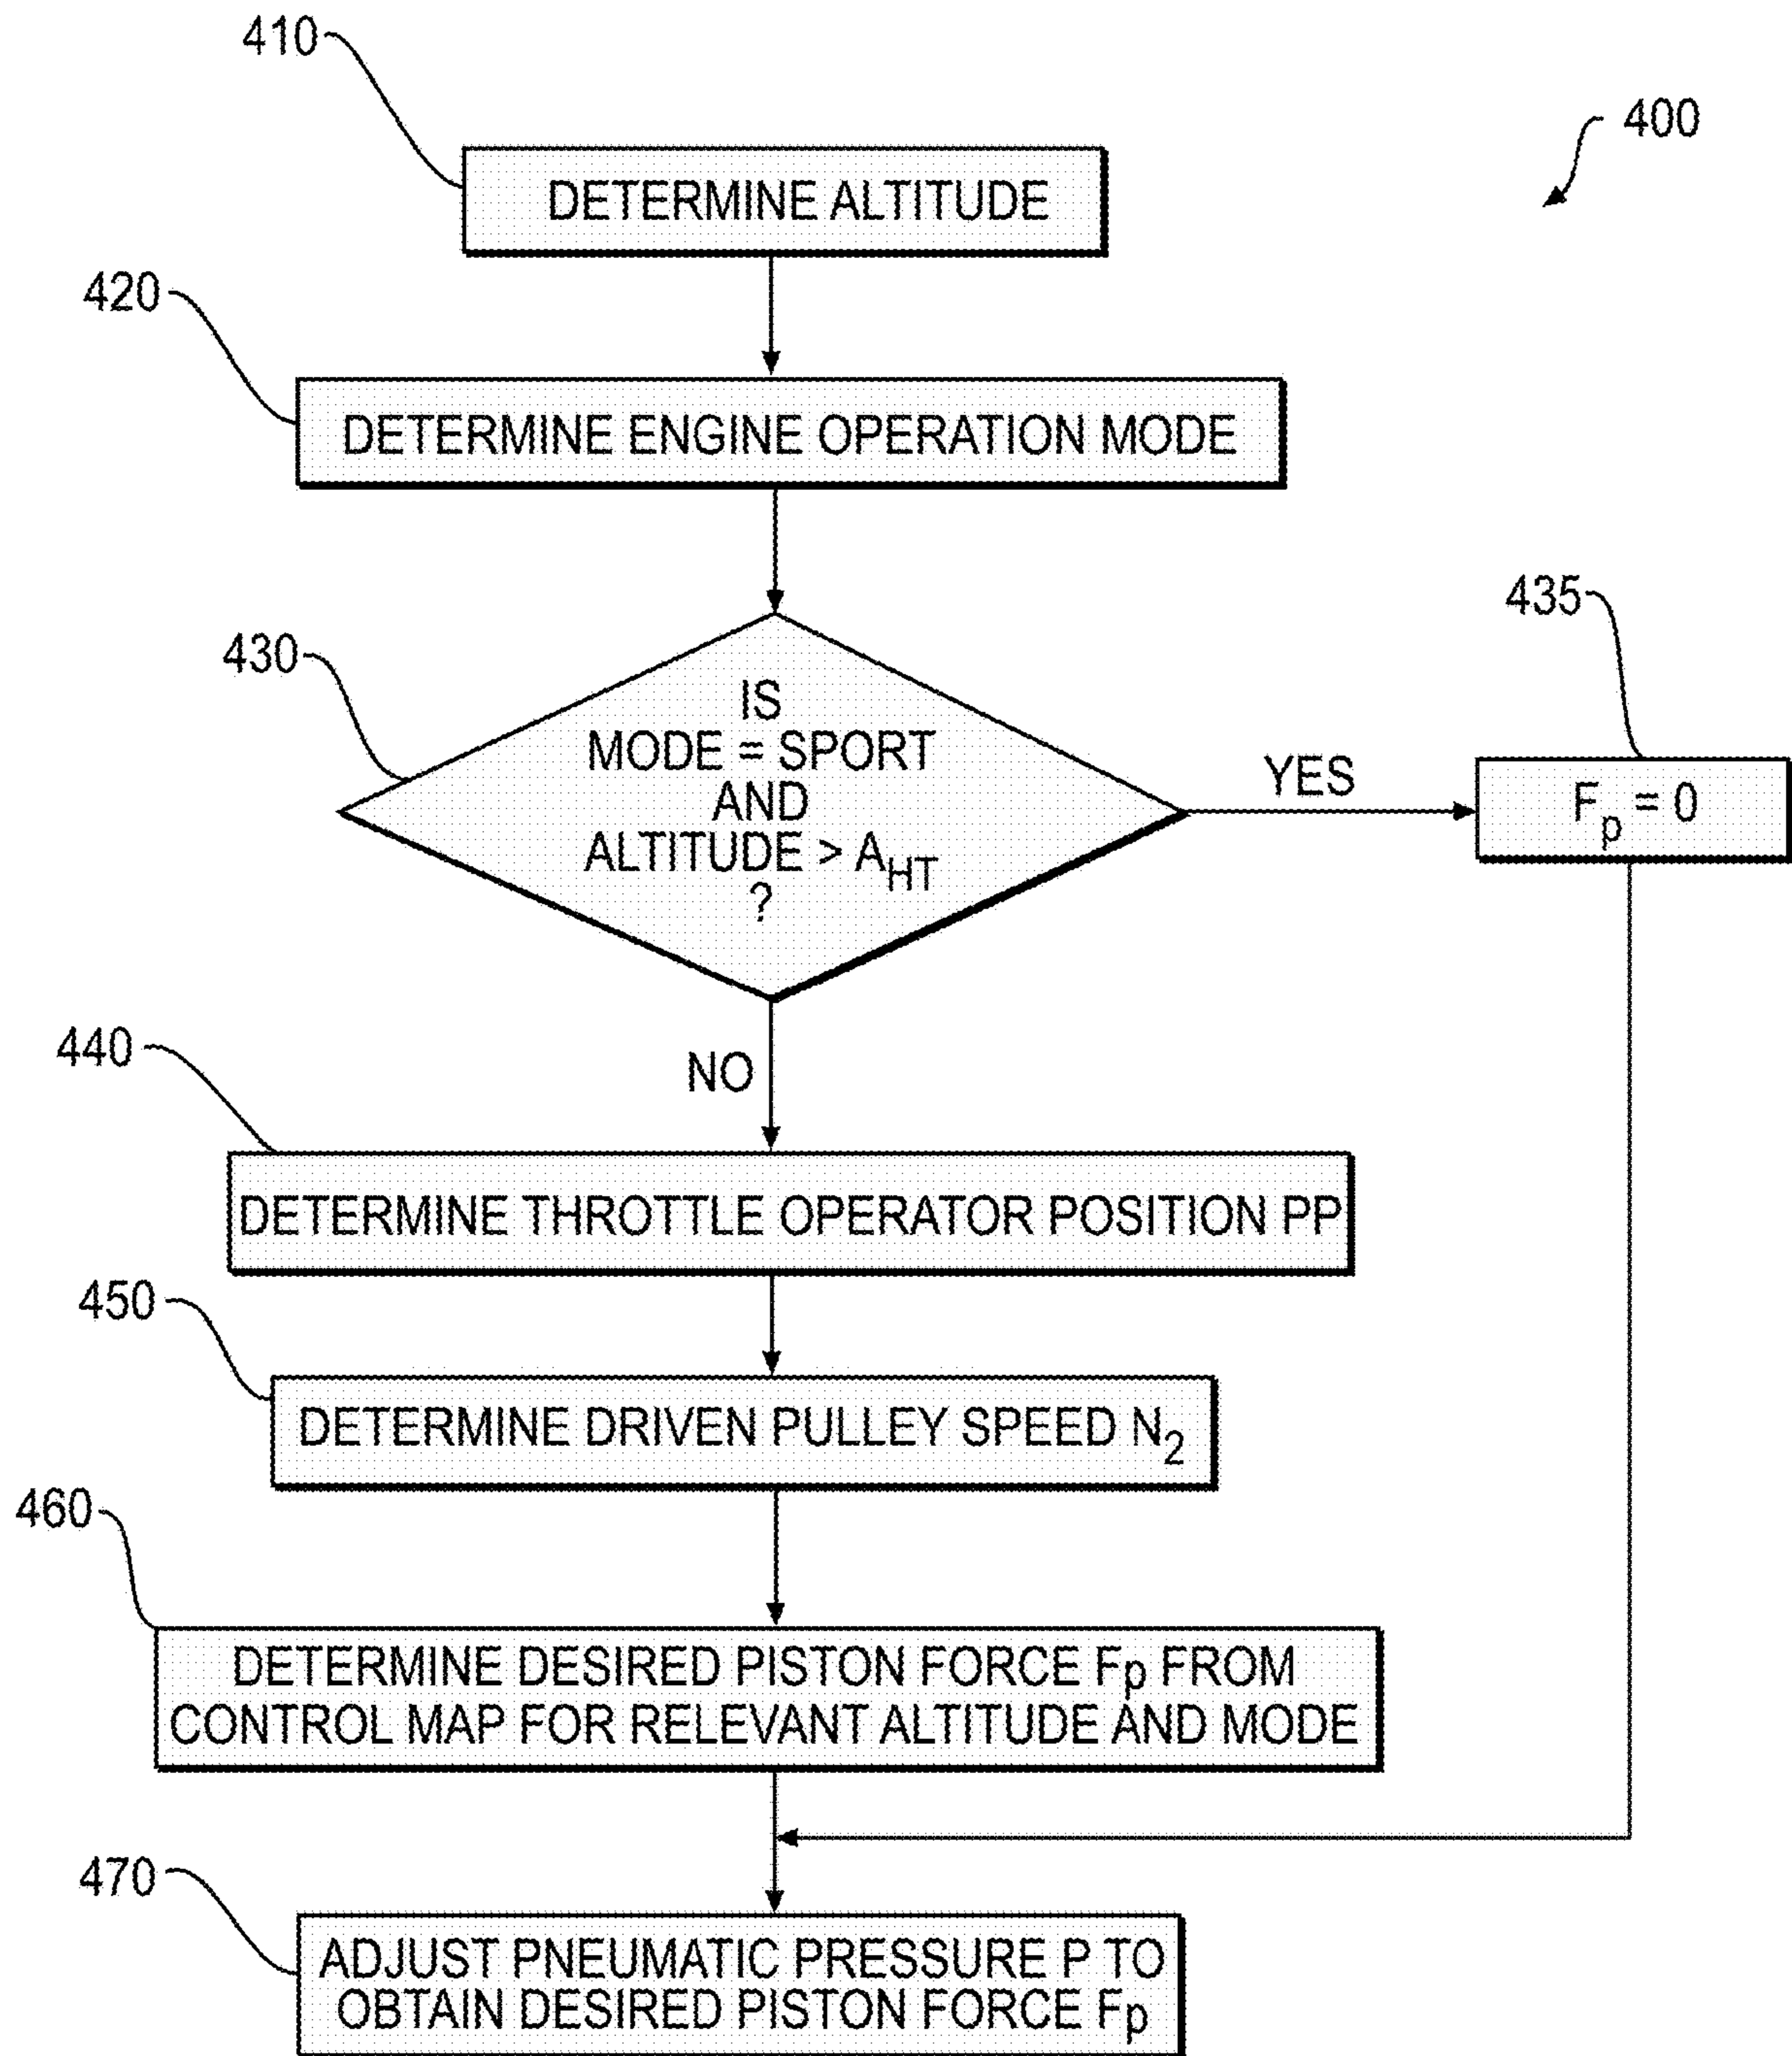 410
400
DETERMINE ALTITUDE
420
DETERMINE ENGINE OPERATION MODE
430
IS
MODE = SPORT
AND
ALTITUDE > A_HT
?
YES
435
F_p = 0
NO
440
DETERMINE THROTTLE OPERATOR POSITION PP
450
DETERMINE DRIVEN PULLEY SPEED N₂
460
DETERMINE DESIRED PISTON FORCE Fp FROM
CONTROL MAP FOR RELEVANT ALTITUDE AND MODE
470
ADJUST PNEUMATIC PRESSURE P TO
OBTAIN DESIRED PISTON FORCE Fp